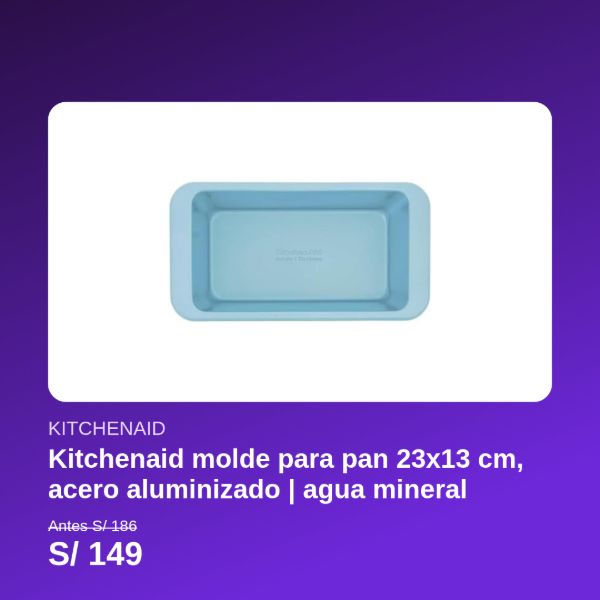 KITCHENAID
Kitchenaid molde para pan 23x13 cm,
acero aluminizado | agua mineral
Antes S/ 186
S/ 149